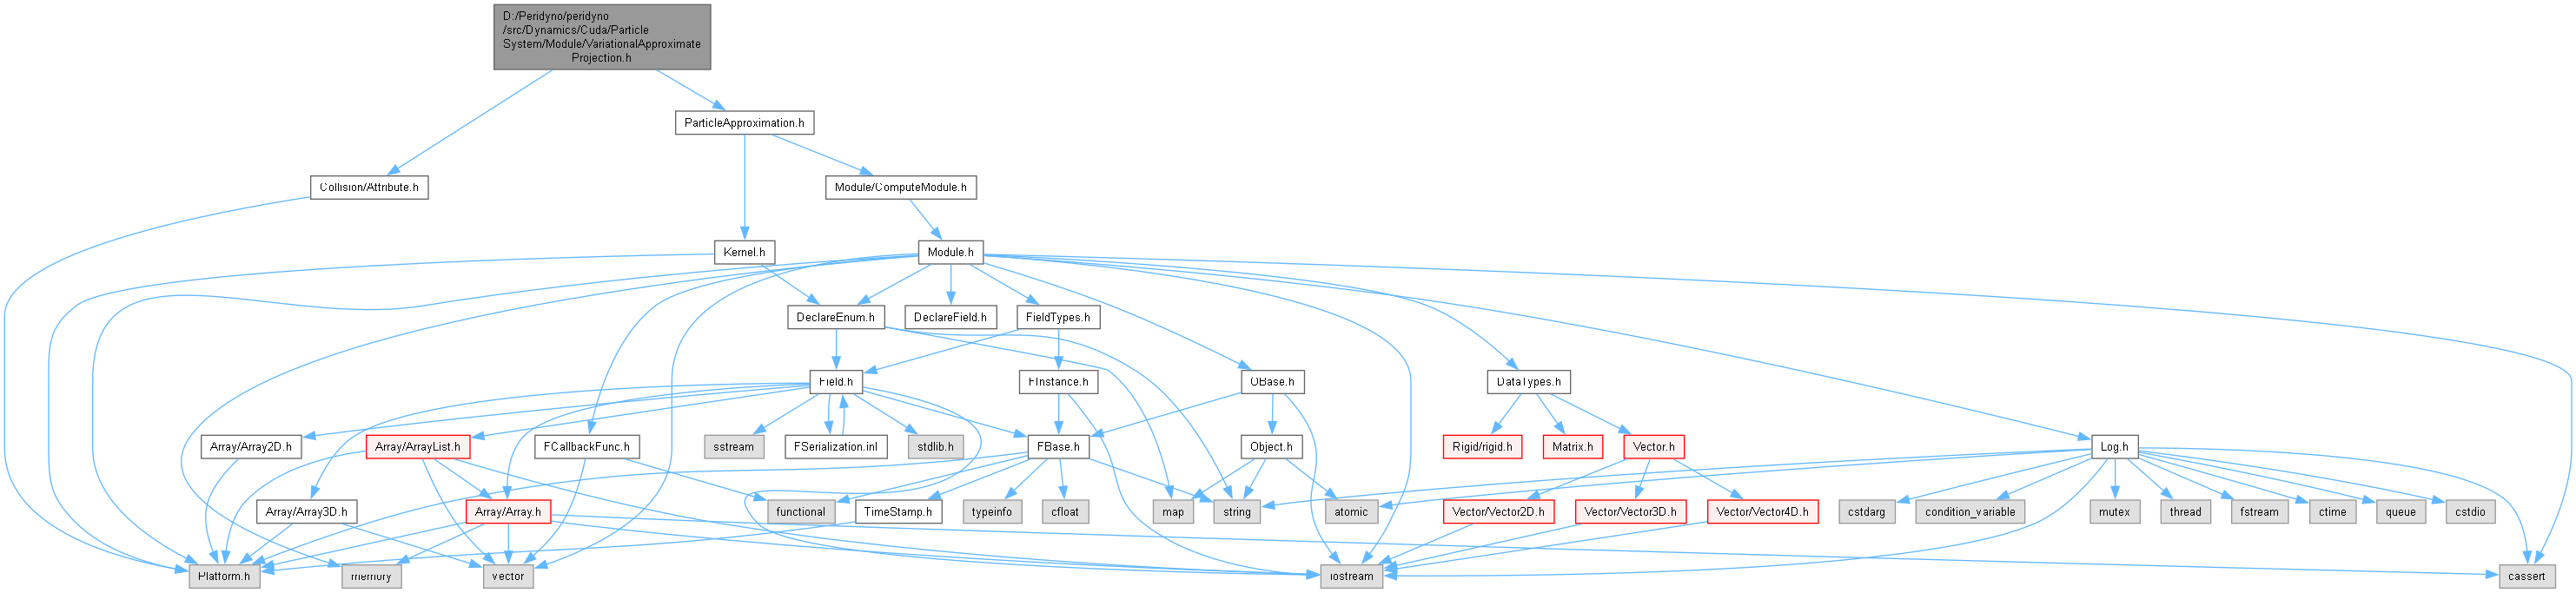 D:/Peridyno/peridyno
/src/Dynamics/Cuda/Particle
System/Module/VariationalApproximate
Projection.h
ParticleApproximation.h
Collision/Attribute.h
Module/ComputeModule.h
Kernel.h
Module.h
DeclareEnum.h
DeclareField.h
FieldTypes.h
Field.h
FInstance.h
OBase.h
DataTypes.h
Array/Array2D.h
Array/ArrayList.h
FCallbackFunc.h
sstream
FSerialization.inl
stdlib.h
FBase.h
Object.h
Rigid/rigid.h
Matrix.h
Vector.h
Log.h
Array/Array3D.h
Array/Array.h
functional
TimeStamp.h
typeinfo
cfloat
map
string
atomic
Vector/Vector2D.h
Vector/Vector3D.h
Vector/Vector4D.h
cstdarg
condition_variable
mutex
thread
fstream
ctime
queue
cstdio
Platform.h
memory
vector
iostream
cassert